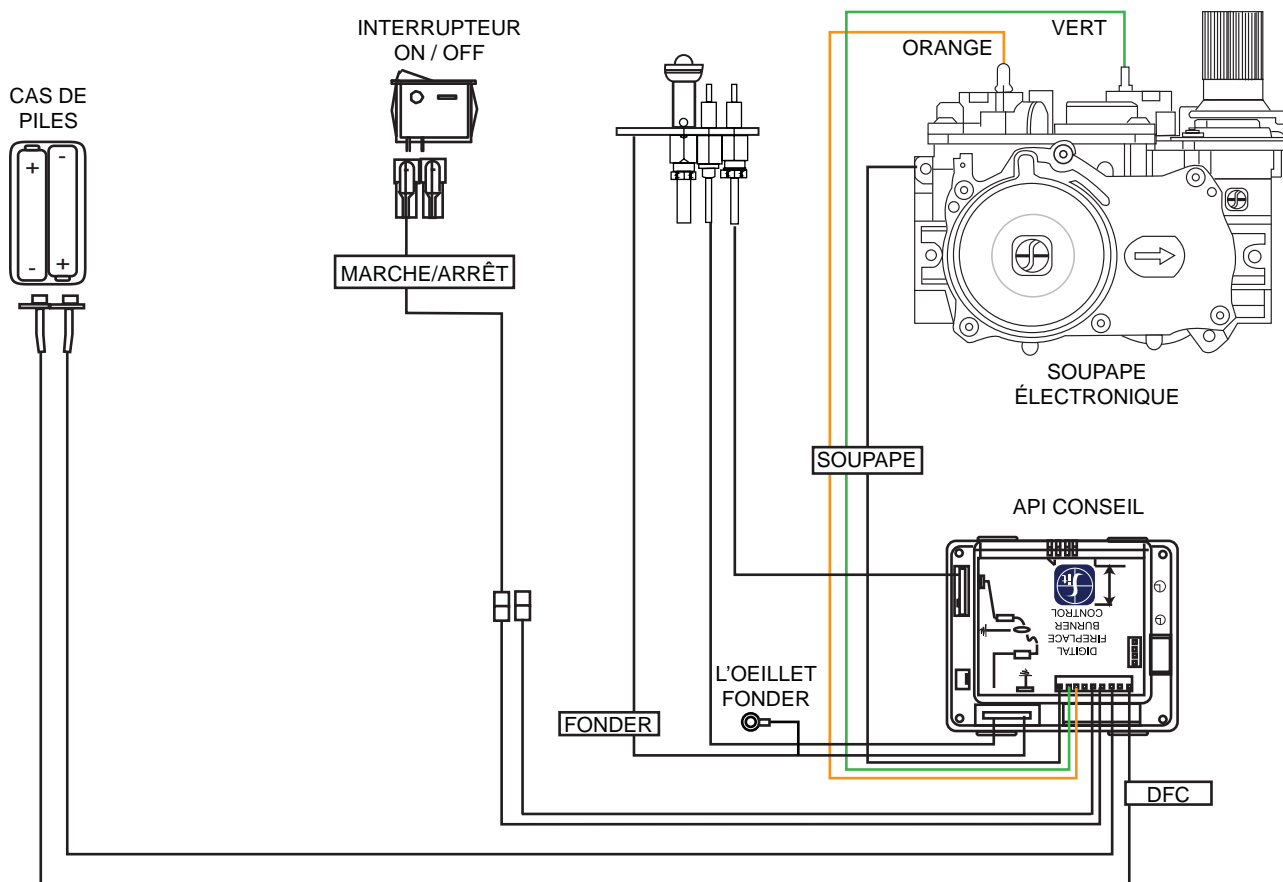 INTERRUPTEUR
ON / OFF
VERT
ORANGE
CAS DE
PILES
+
-
-
+
MARCHE/ARRÊT
SOUPAPE
ÉLECTRONIQUE
SOUPAPE
API CONSEIL
Sit
DIGITAL
FIREPLACE
BURNER
CONTROL
L'OEILLET
FONDER
FONDER
DFC